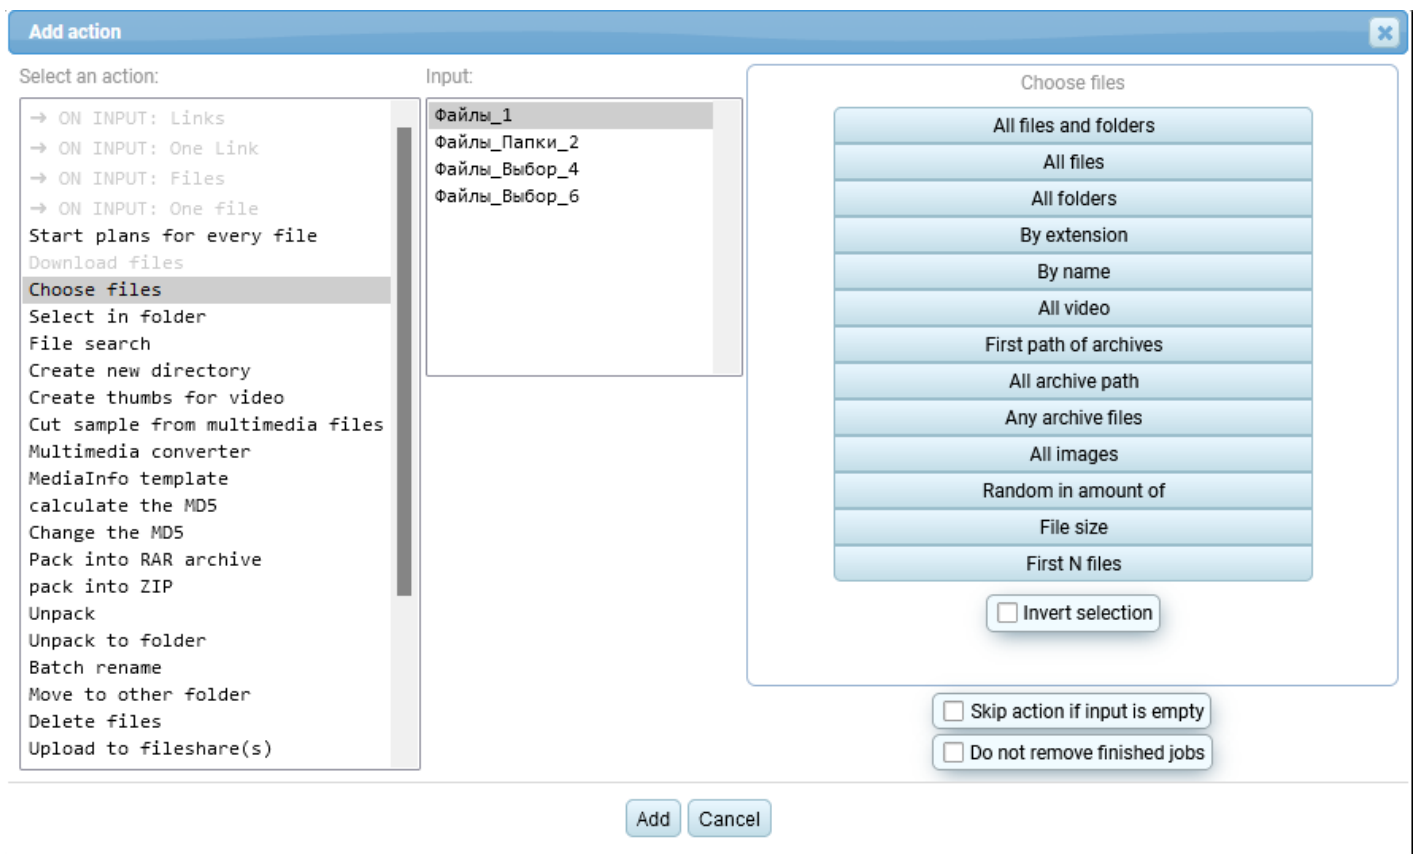 Add action
Select an action:
→ ON INPUT: Links
→ ON INPUT: One Link
→ ON INPUT: Files
→ ON INPUT: One file
Start plans for every file
Download files
Choose files
Select in folder
File search
Create new directory
Create thumbs for video
Cut sample from multimedia files
Multimedia converter
MediaInfo template
calculate the MD5
Change the MD5
Pack into RAR archive
pack into ZIP
Unpack
Unpack to folder
Batch rename
Move to other folder
Delete files
Upload to fileshare(s)
Input:
Файлы_1
Файлы_Папки_2
Файлы_Выбор_4
Файлы_Выбор_6
Choose files
All files and folders
All files
All folders
By extension
By name
All video
First path of archives
All archive path
Any archive files
All images
Random in amount of
File size
First N files
Invert selection
Skip action if input is empty
Do not remove finished jobs
Add
Cancel